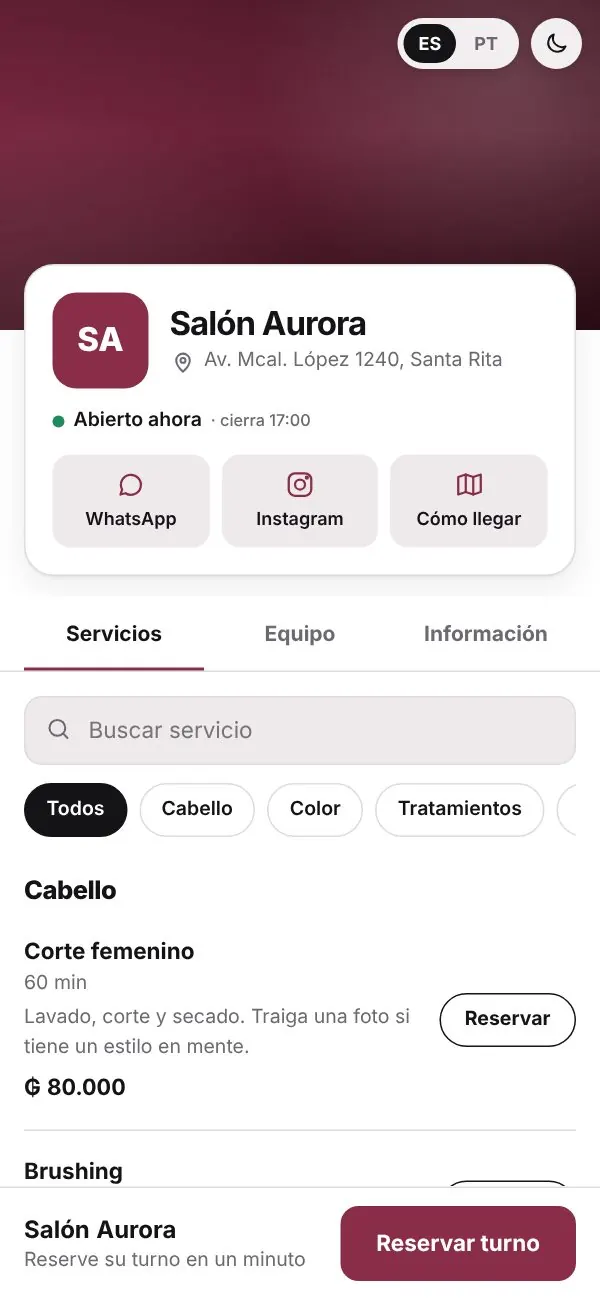 ES PT
SA
Salón Aurora
Av. Mcal. López 1240, Santa Rita
Abierto ahora · cierra 17:00
WhatsApp
Instagram
Cómo llegar
Servicios
Equipo
Información
Buscar servicio
Todos
Cabello
Color
Tratamientos
Cabello
Corte femenino
60 min
Lavado, corte y secado. Traiga una foto si
tiene un estilo en mente.
Reservar
₲ 80.000
Brushing
Salón Aurora
Reserve su turno en un minuto
Reservar turno